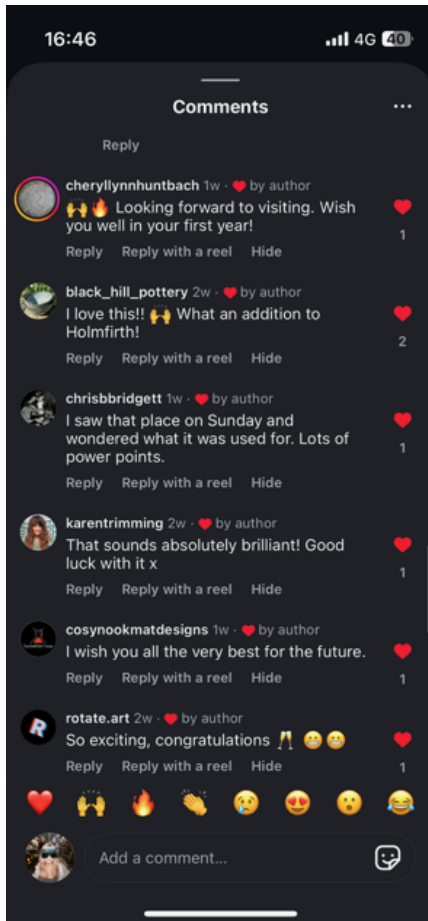 16:46 4G 40
Comments
Reply
cheryllynnhuntbach 1w · ❤️ by author
🙌🔥 Looking forward to visiting. Wish
you well in your first year!
1
Reply Reply with a reel Hide
black_hill_pottery 2w · ❤️ by author
I love this!! 🙌 What an addition to
Holmfirth!
2
Reply Reply with a reel Hide
chrisbbridgett 1w · ❤️ by author
I saw that place on Sunday and
wondered what it was used for. Lots of
power points.
1
Reply Reply with a reel Hide
karentrimming 2w · ❤️ by author
That sounds absolutely brilliant! Good
luck with it x
1
Reply Reply with a reel Hide
cosynookmatdesigns 1w · ❤️ by author
I wish you all the very best for the future.
Reply Reply with a reel Hide
1
rotate.art 2w · ❤️ by author
So exciting, congratulations 🥂 😬😬
Reply Reply with a reel Hide
1
Add a comment...